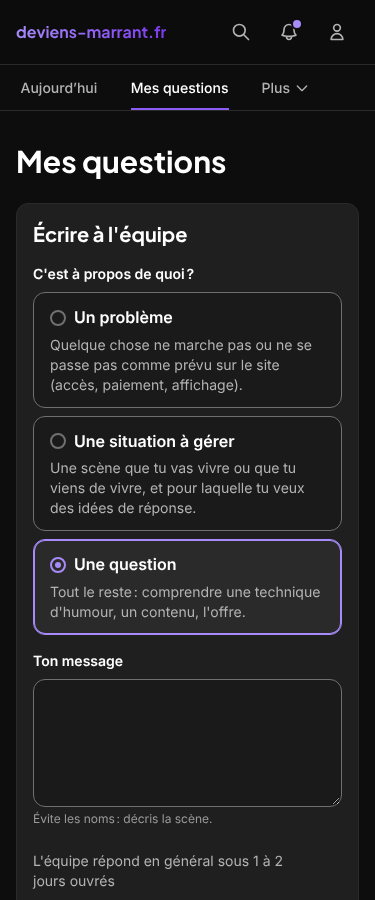 deviens-marrant.fr
Aujourd’hui
Mes questions
Plus
Mes questions
Écrire à l'équipe
C'est à propos de quoi ?
Un problème
Quelque chose ne marche pas ou ne se
passe pas comme prévu sur le site
(accès, paiement, affichage).
Une situation à gérer
Une scène que tu vas vivre ou que tu
viens de vivre, et pour laquelle tu veux
des idées de réponse.
Une question
Tout le reste : comprendre une technique
d'humour, un contenu, l'offre.
Ton message
Évite les noms : décris la scène.
L'équipe répond en général sous 1 à 2
jours ouvrés